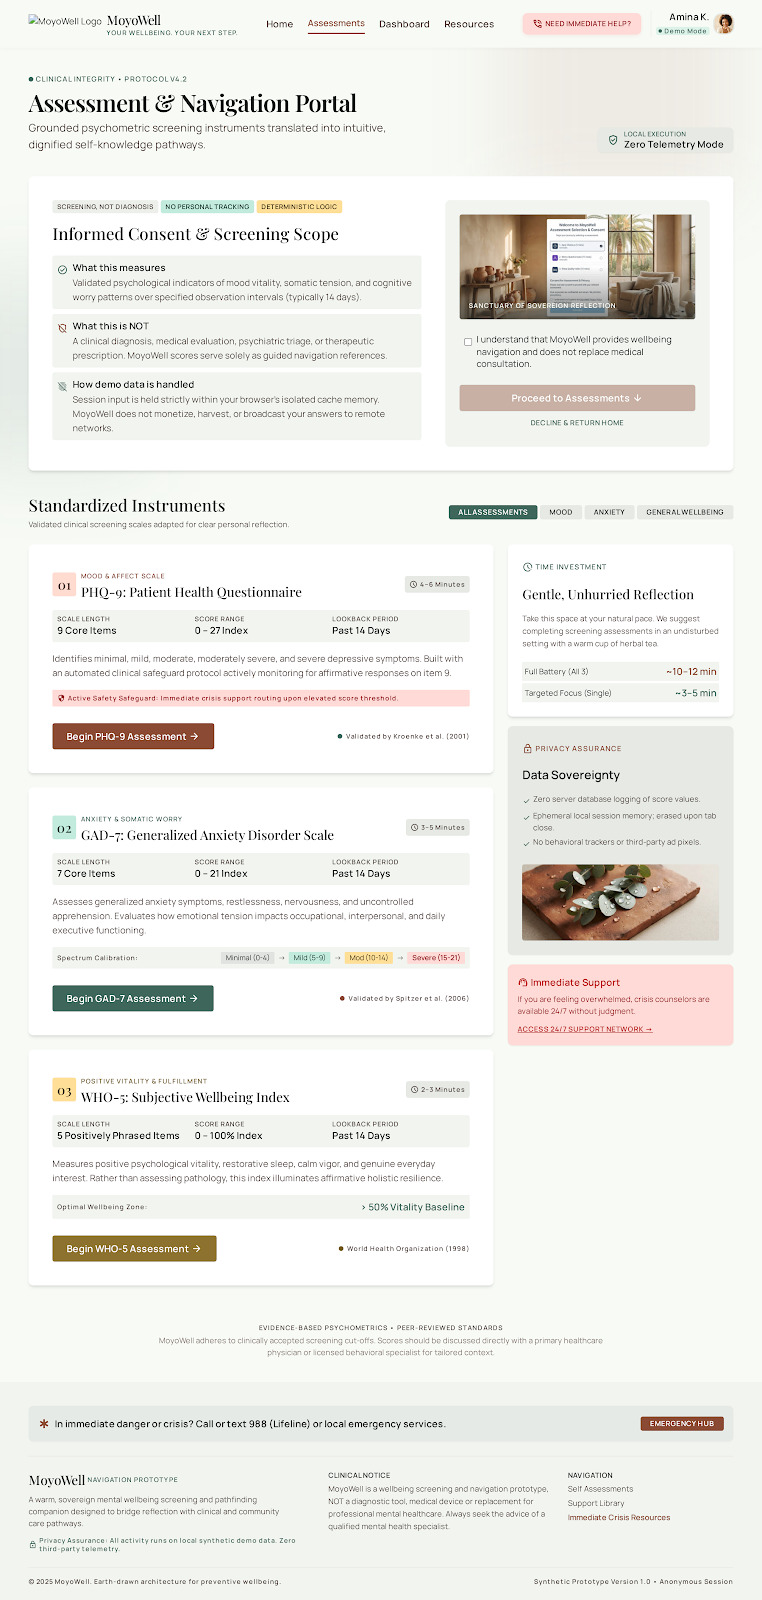 MoyoWell Logo
MoyoWell
YOUR WELLBEING. YOUR NEXT STEP.
Home
Assessments
Dashboard
Resources
NEED IMMEDIATE HELP?
Amina K.
Demo Mode
CLINICAL INTEGRITY • PROTOCOL V4.2
Assessment & Navigation Portal
Grounded psychometric screening instruments translated into intuitive,
dignified self-knowledge pathways.
LOCAL EXECUTION
Zero Telemetry Mode
SCREENING, NOT DIAGNOSIS
NO PERSONAL TRACKING
DETERMINISTIC LOGIC
Informed Consent & Screening Scope
What this measures
Validated psychological indicators of mood vitality, somatic tension, and cognitive
worry patterns over specified observation intervals (typically 14 days).
What this is NOT
A clinical diagnosis, medical evaluation, psychiatric triage, or therapeutic
prescription. MoyoWell scores serve solely as guided navigation references.
How demo data is handled
Session input is held strictly within your browser's isolated cache memory.
MoyoWell does not monetize, harvest, or broadcast your answers to remote
networks.
Welcome to MoyoWell
Assessment Selection & Consent
SANCTUARY OF SOVEREIGN REFLECTION
I understand that MoyoWell provides wellbeing
navigation and does not replace medical
consultation.
Proceed to Assessments ↓
DECLINE & RETURN HOME
Standardized Instruments
Validated clinical screening scales adapted for clear personal reflection.
ALL ASSESSMENTS
MOOD
ANXIETY
GENERAL WELLBEING
01
MOOD & AFFECT SCALE
PHQ-9: Patient Health Questionnaire
4–6 Minutes
SCALE LENGTH
9 Core Items
SCORE RANGE
0 – 27 Index
LOOKBACK PERIOD
Past 14 Days
Identifies minimal, mild, moderate, moderately severe, and severe depressive symptoms. Built with
an automated clinical safeguard protocol actively monitoring for affirmative responses on item 9.
Active Safety Safeguard: Immediate crisis support routing upon elevated score threshold.
Begin PHQ-9 Assessment →
Validated by Kroenke et al. (2001)
02
ANXIETY & SOMATIC WORRY
GAD-7: Generalized Anxiety Disorder Scale
3–5 Minutes
SCALE LENGTH
7 Core Items
SCORE RANGE
0 – 21 Index
LOOKBACK PERIOD
Past 14 Days
Assesses generalized anxiety symptoms, restlessness, nervousness, and uncontrolled
apprehension. Evaluates how emotional tension impacts occupational, interpersonal, and daily
executive functioning.
Spectrum Calibration:
Minimal (0-4) → Mild (5-9) → Mod (10-14) → Severe (15-21)
Begin GAD-7 Assessment →
Validated by Spitzer et al. (2006)
03
POSITIVE VITALITY & FULFILLMENT
WHO-5: Subjective Wellbeing Index
2–3 Minutes
SCALE LENGTH
5 Positively Phrased Items
SCORE RANGE
0 – 100% Index
LOOKBACK PERIOD
Past 14 Days
Measures positive psychological vitality, restorative sleep, calm vigor, and genuine everyday
interest. Rather than assessing pathology, this index illuminates affirmative holistic resilience.
Optimal Wellbeing Zone:
> 50% Vitality Baseline
Begin WHO-5 Assessment →
World Health Organization (1998)
TIME INVESTMENT
Gentle, Unhurried Reflection
Take this space at your natural pace. We suggest
completing screening assessments in an undisturbed
setting with a warm cup of herbal tea.
Full Battery (All 3)
~10–12 min
Targeted Focus (Single)
~3–5 min
PRIVACY ASSURANCE
Data Sovereignty
Zero server database logging of score values.
Ephemeral local session memory; erased upon tab
close.
No behavioral trackers or third-party ad pixels.
Immediate Support
If you are feeling overwhelmed, crisis counselors are
available 24/7 without judgment.
ACCESS 24/7 SUPPORT NETWORK →
EVIDENCE-BASED PSYCHOMETRICS • PEER-REVIEWED STANDARDS
MoyoWell adheres to clinically accepted screening cut-offs. Scores should be discussed directly with a primary healthcare
physician or licensed behavioral specialist for tailored context.
In immediate danger or crisis? Call or text 988 (Lifeline) or local emergency services.
EMERGENCY HUB
MoyoWell NAVIGATION PROTOTYPE
A warm, sovereign mental wellbeing screening and pathfinding
companion designed to bridge reflection with clinical and community
care pathways.
Privacy Assurance: All activity runs on local synthetic demo data. Zero
third-party telemetry.
CLINICAL NOTICE
MoyoWell is a wellbeing screening and navigation prototype,
NOT a diagnostic tool, medical device or replacement for
professional mental healthcare. Always seek the advice of a
qualified mental health specialist.
NAVIGATION
Self Assessments
Support Library
Immediate Crisis Resources
© 2025 MoyoWell. Earth-drawn architecture for preventive wellbeing.
Synthetic Prototype Version 1.0 • Anonymous Session